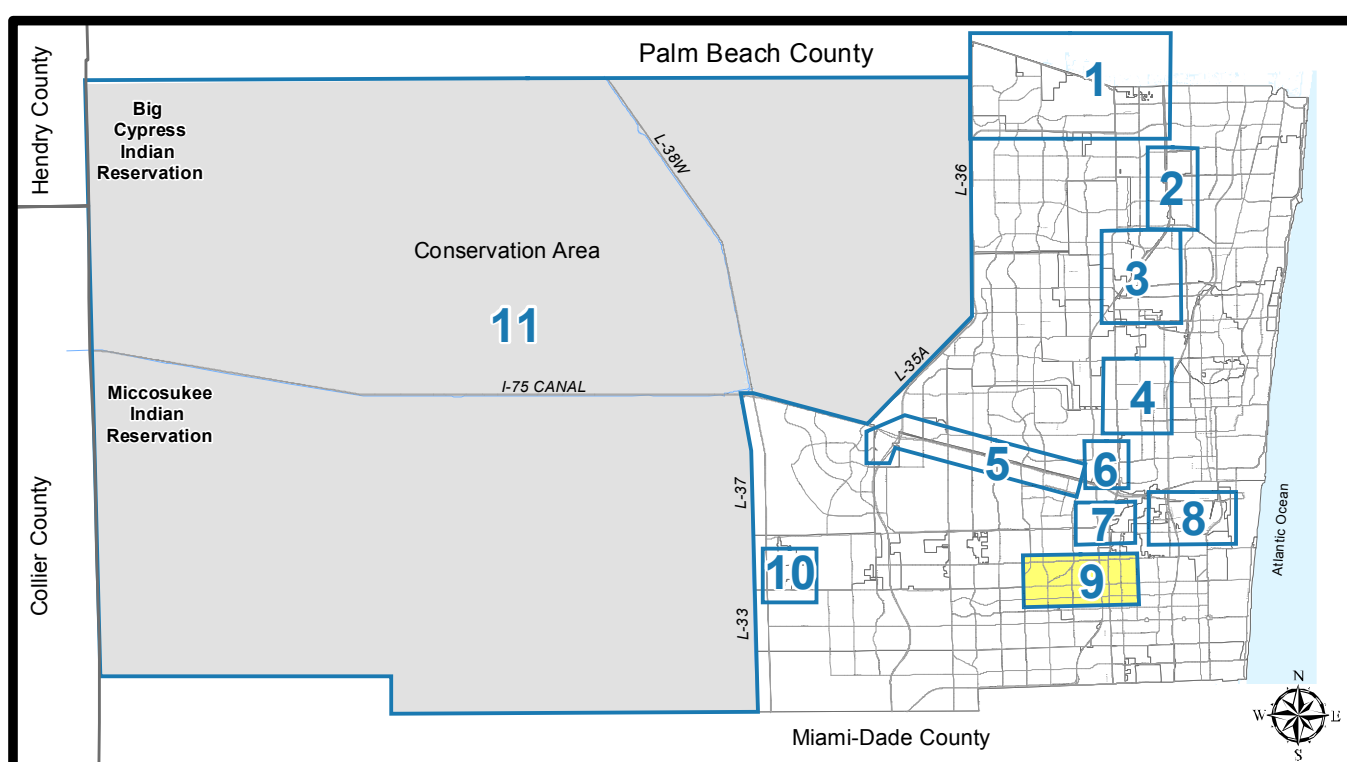 Palm Beach County
Hendry County
1
Big
Cypress
Indian
Reservation
L-38W
L-36
2
Conservation Area
3
11
L-35A
I-75 CANAL
Miccosukee
Indian
Reservation
4
5
6
L-37
7
8
Atlantic Ocean
Collier County
10
9
L-33
N
W
E
S
Miami-Dade County